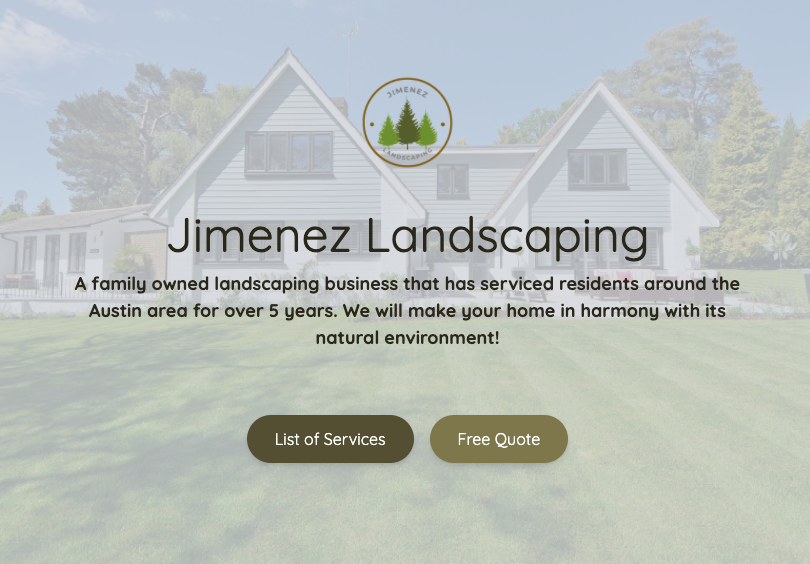 JIMENEZ
LANDSCAPING
Jimenez Landscaping
A family owned landscaping business that has serviced residents around the
Austin area for over 5 years. We will make your home in harmony with its
natural environment!
List of Services
Free Quote